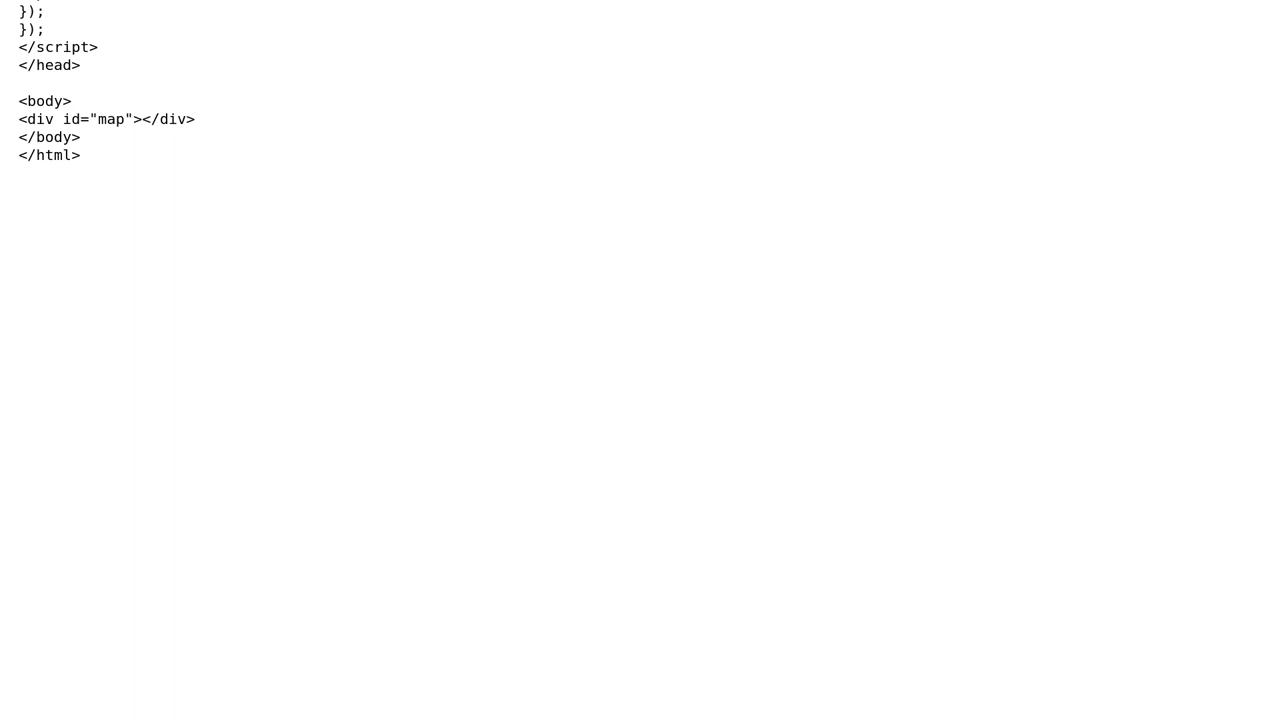 });
});
</script>
</head>

<body>
<div id="map"></div>
</body>
</html>